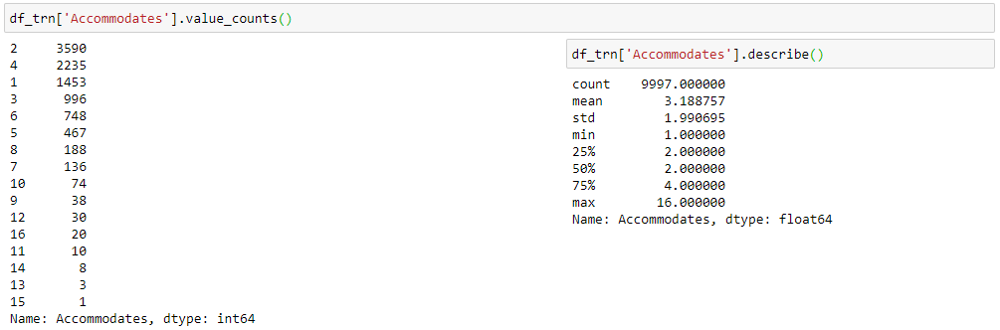 df_trn['Accommodates'].value_counts()
2 3590
4 2235
1 1453
3 996
6 748
5 467
8 188
7 136
10 74
9 38
12 30
16 20
11 10
14 8
13 3
15 1
Name: Accommodates, dtype: int64
df_trn['Accommodates'].describe()
count 9997.000000
mean 3.188757
std 1.990695
min 1.000000
25% 2.000000
50% 2.000000
75% 4.000000
max 16.000000
Name: Accommodates, dtype: float64